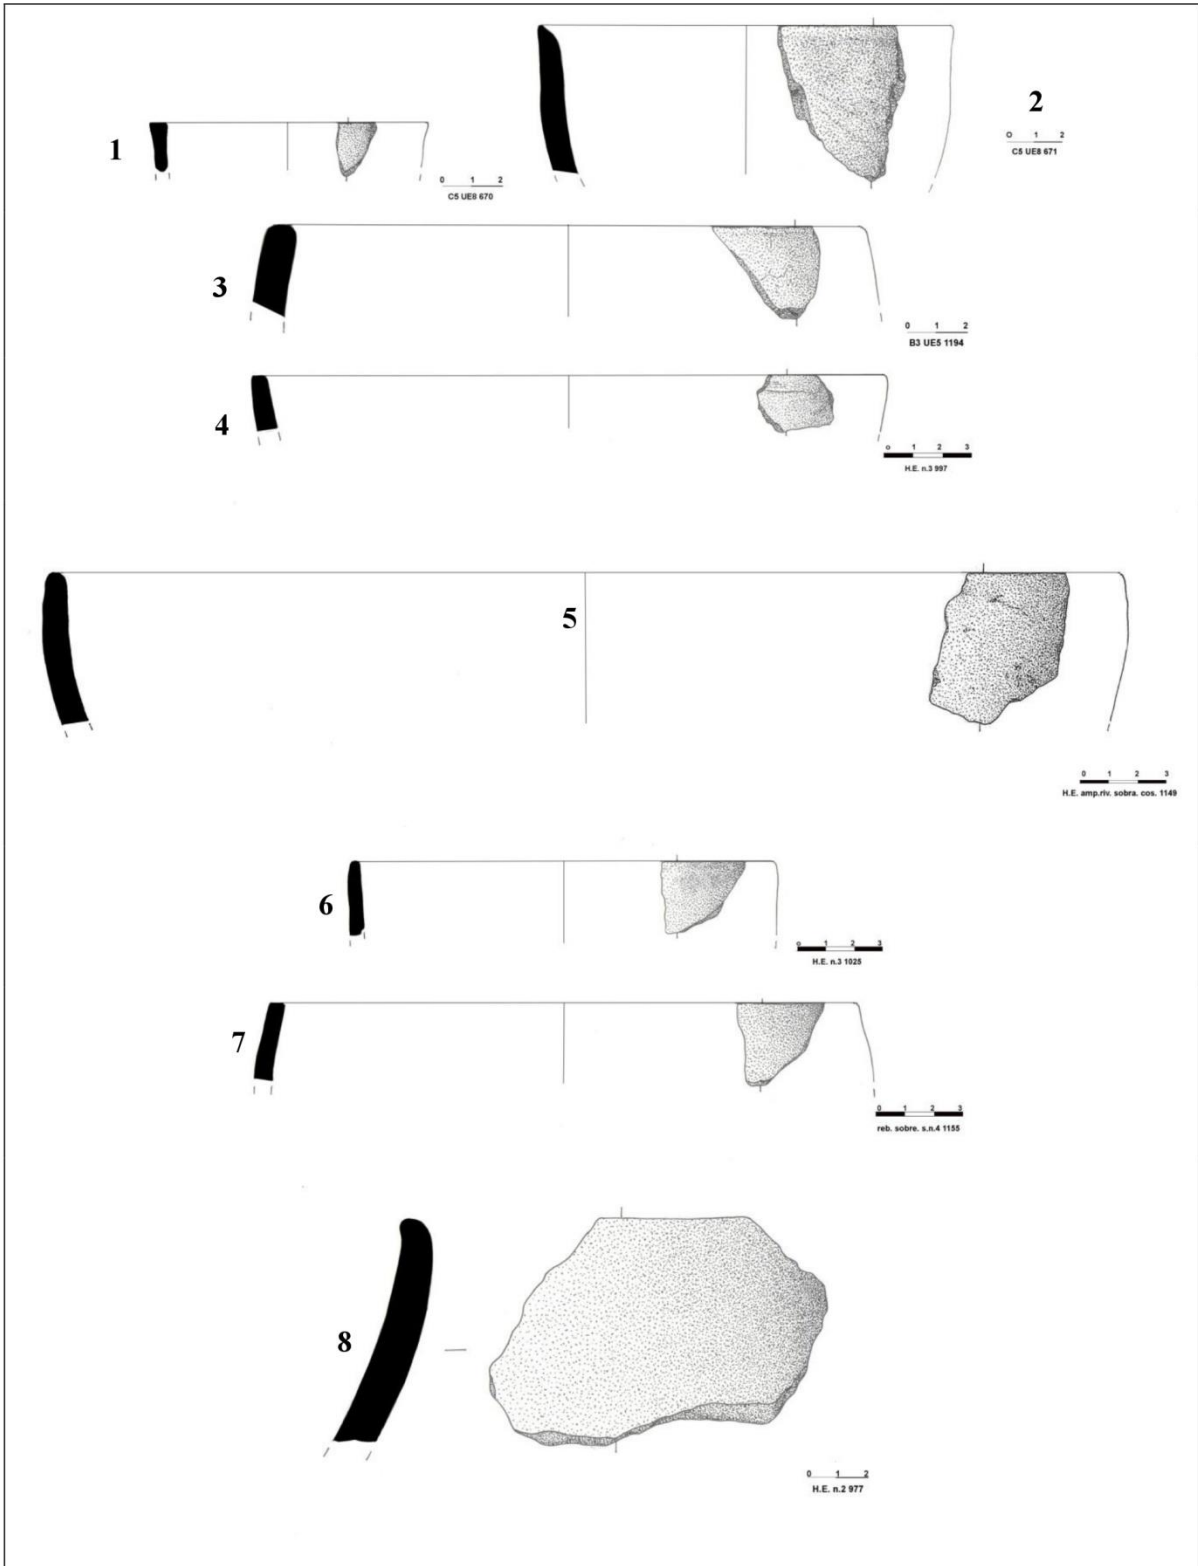 2
0 1 2
C5 UE8 671
1
0 1 2
C5 UE8 670
3
0 1 2
B3 UE5 1194
4
0 1 2 3
H.E. n.3 997
5
0 1 2 3
H.E. amp.riv. sobra. cos. 1149
6
0 1 2 3
H.E. n.3 1025
7
0 1 2 3
reb. sobre. s.n.4 1155
8
0 1 2
H.E. n.2 977